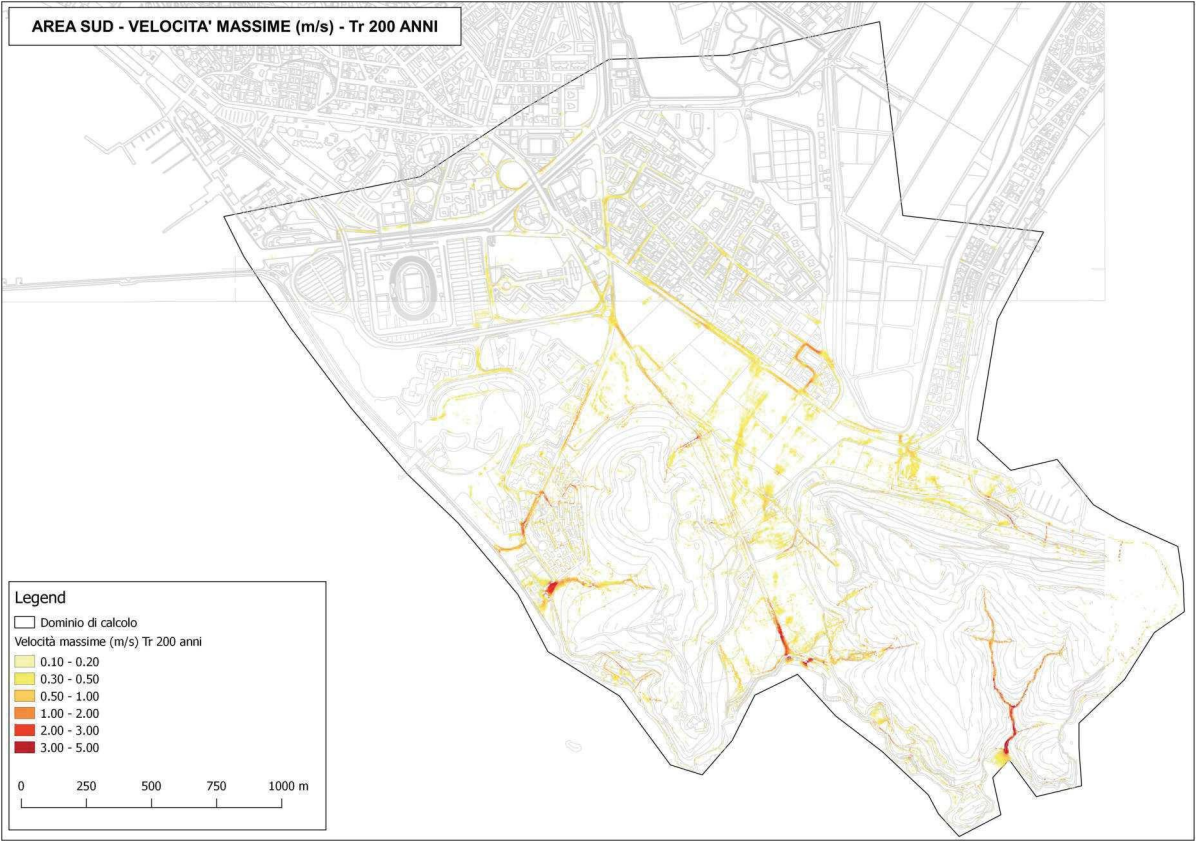 AREA SUD - VELOCITA' MASSIME (m/s) - Tr 200 ANNI
Legend
Dominio di calcolo
Velocità massime (m/s) Tr 200 anni
0.10 - 0.20
0.30 - 0.50
0.50 - 1.00
1.00 - 2.00
2.00 - 3.00
3.00 - 5.00
0 250 500 750 1000 m